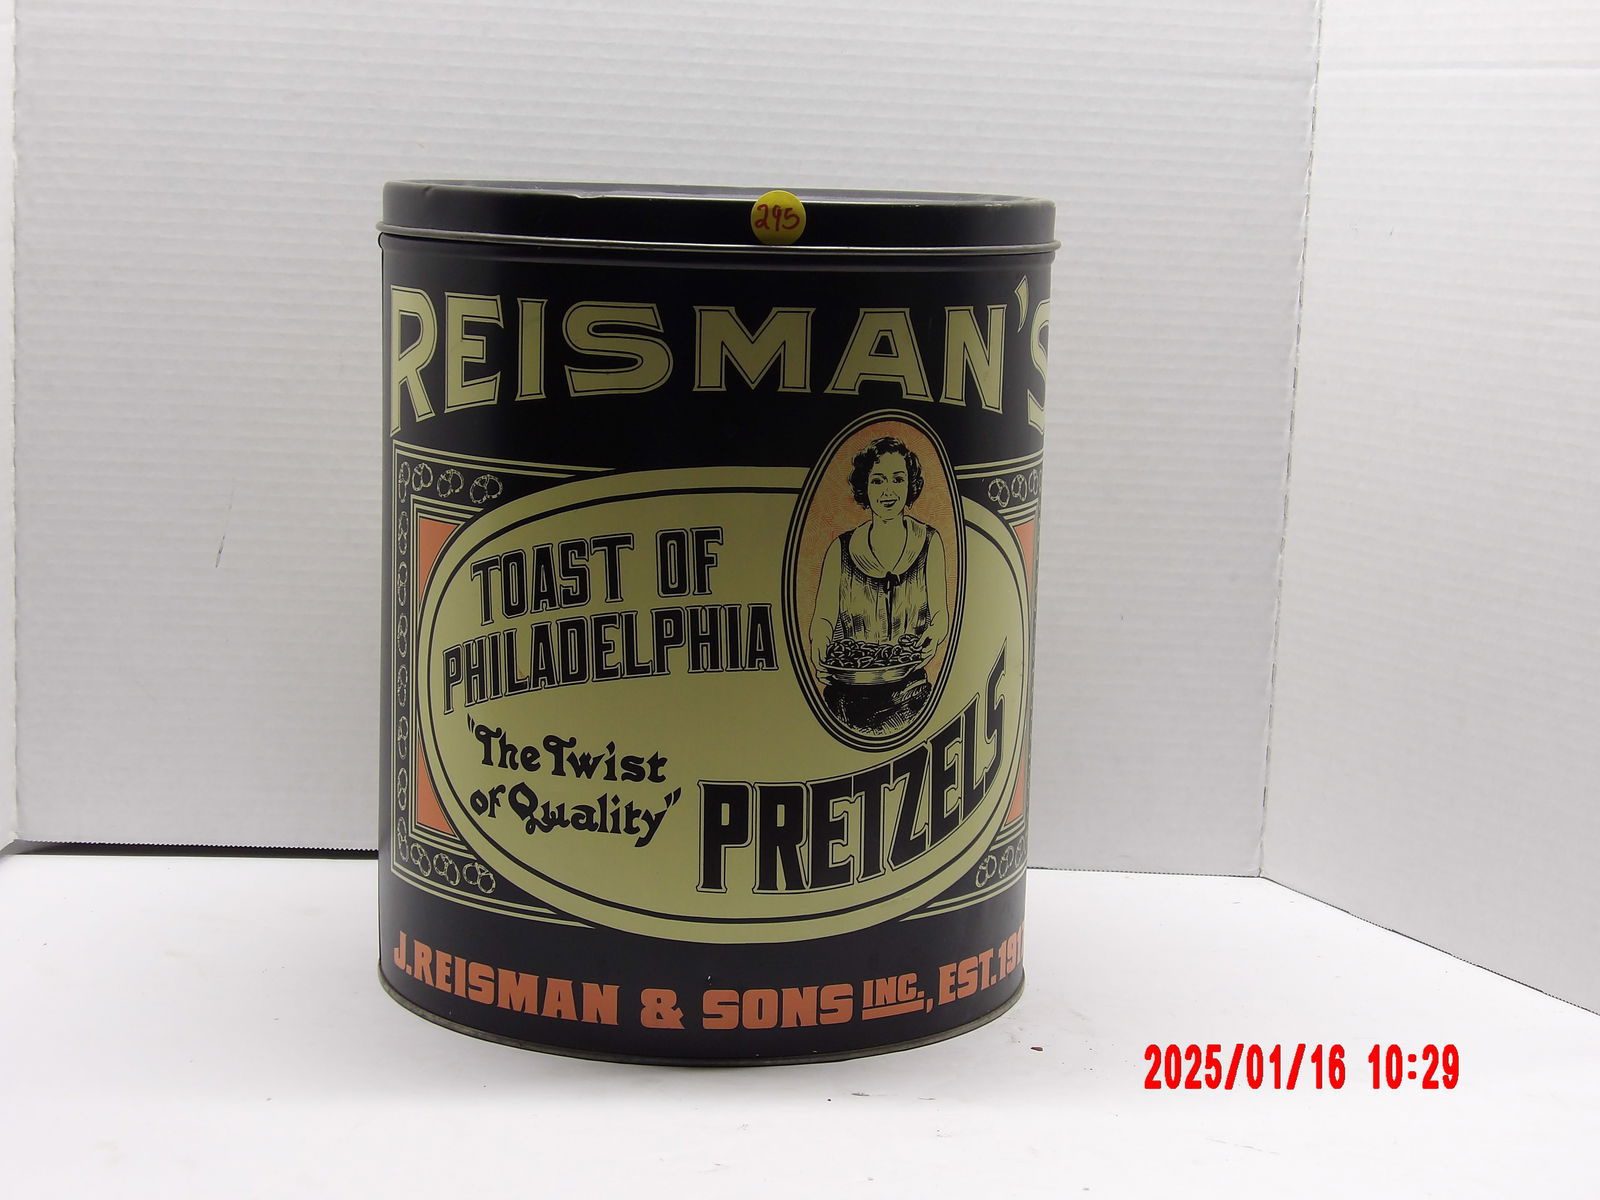 295
REISMAN'S
TOAST OF
PHILADELPHIA
"The Twist
of Quality"
PRETZELS
J. REISMAN & SONS INC., EST. 191
2025/01/16 10:29